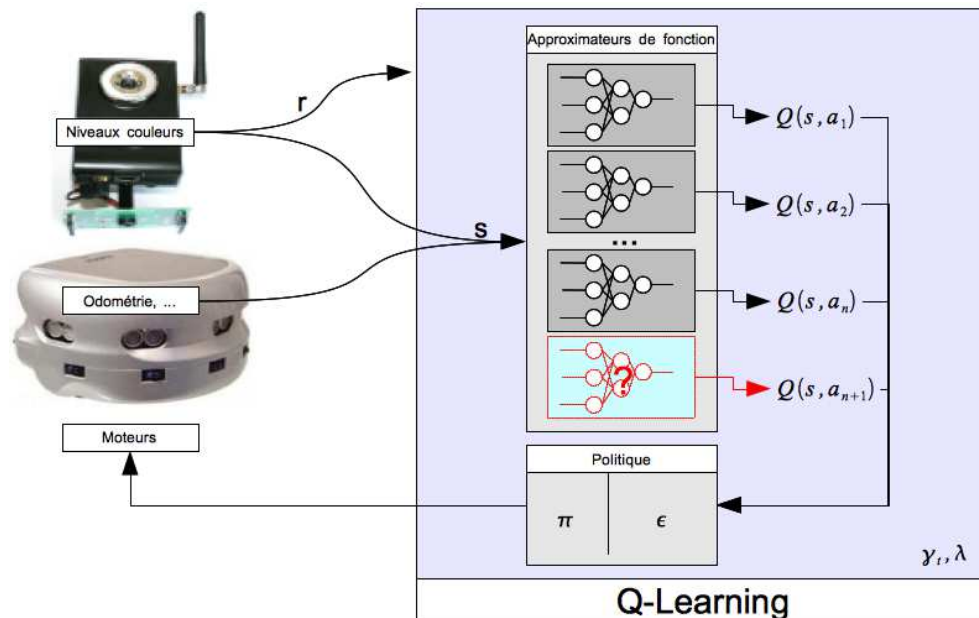 Approximateurs de fonction
Niveaux couleurs
r
Q(s,a₁)
Q(s,a₂)
s
...
Odométrie, ...
Q(s,aₙ)
?
Q(s,aₙ₊₁)
Moteurs
Politique
π
ϵ
γₜ,λ
Q-Learning